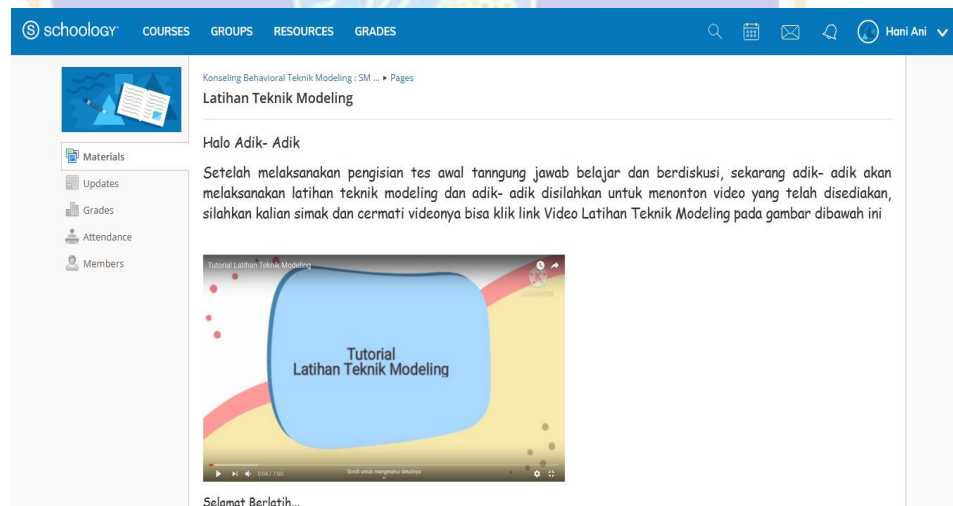 schoology COURSES GROUPS RESOURCES GRADES Hani Ani
Konseling Behavioral Teknik Modeling : SM ... ▸ Pages
Latihan Teknik Modeling
Materials
Updates
Grades
Attendance
Members
Halo Adik- Adik
Setelah melaksanakan pengisian tes awal tanngung jawab belajar dan berdiskusi, sekarang adik- adik akan
melaksanakan latihan teknik modeling dan adik- adik disilahkan untuk menonton video yang telah disediakan,
silahkan kalian simak dan cermati videonya bisa klik link Video Latihan Teknik Modeling pada gambar dibawah ini
Tutorial Latihan Teknik Modeling
Tutorial
Latihan Teknik Modeling
0:04 / 7:00
Scroll untuk mengetahui detailnya
Selamat Berlatih...